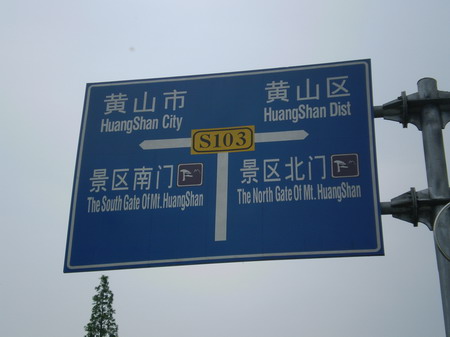 黄山市
HuangShan City
黄山区
HuangShan Dist
S103
景区南门
The South Gate Of Mt. HuangShan
景区北门
The North Gate Of Mt. HuangShan